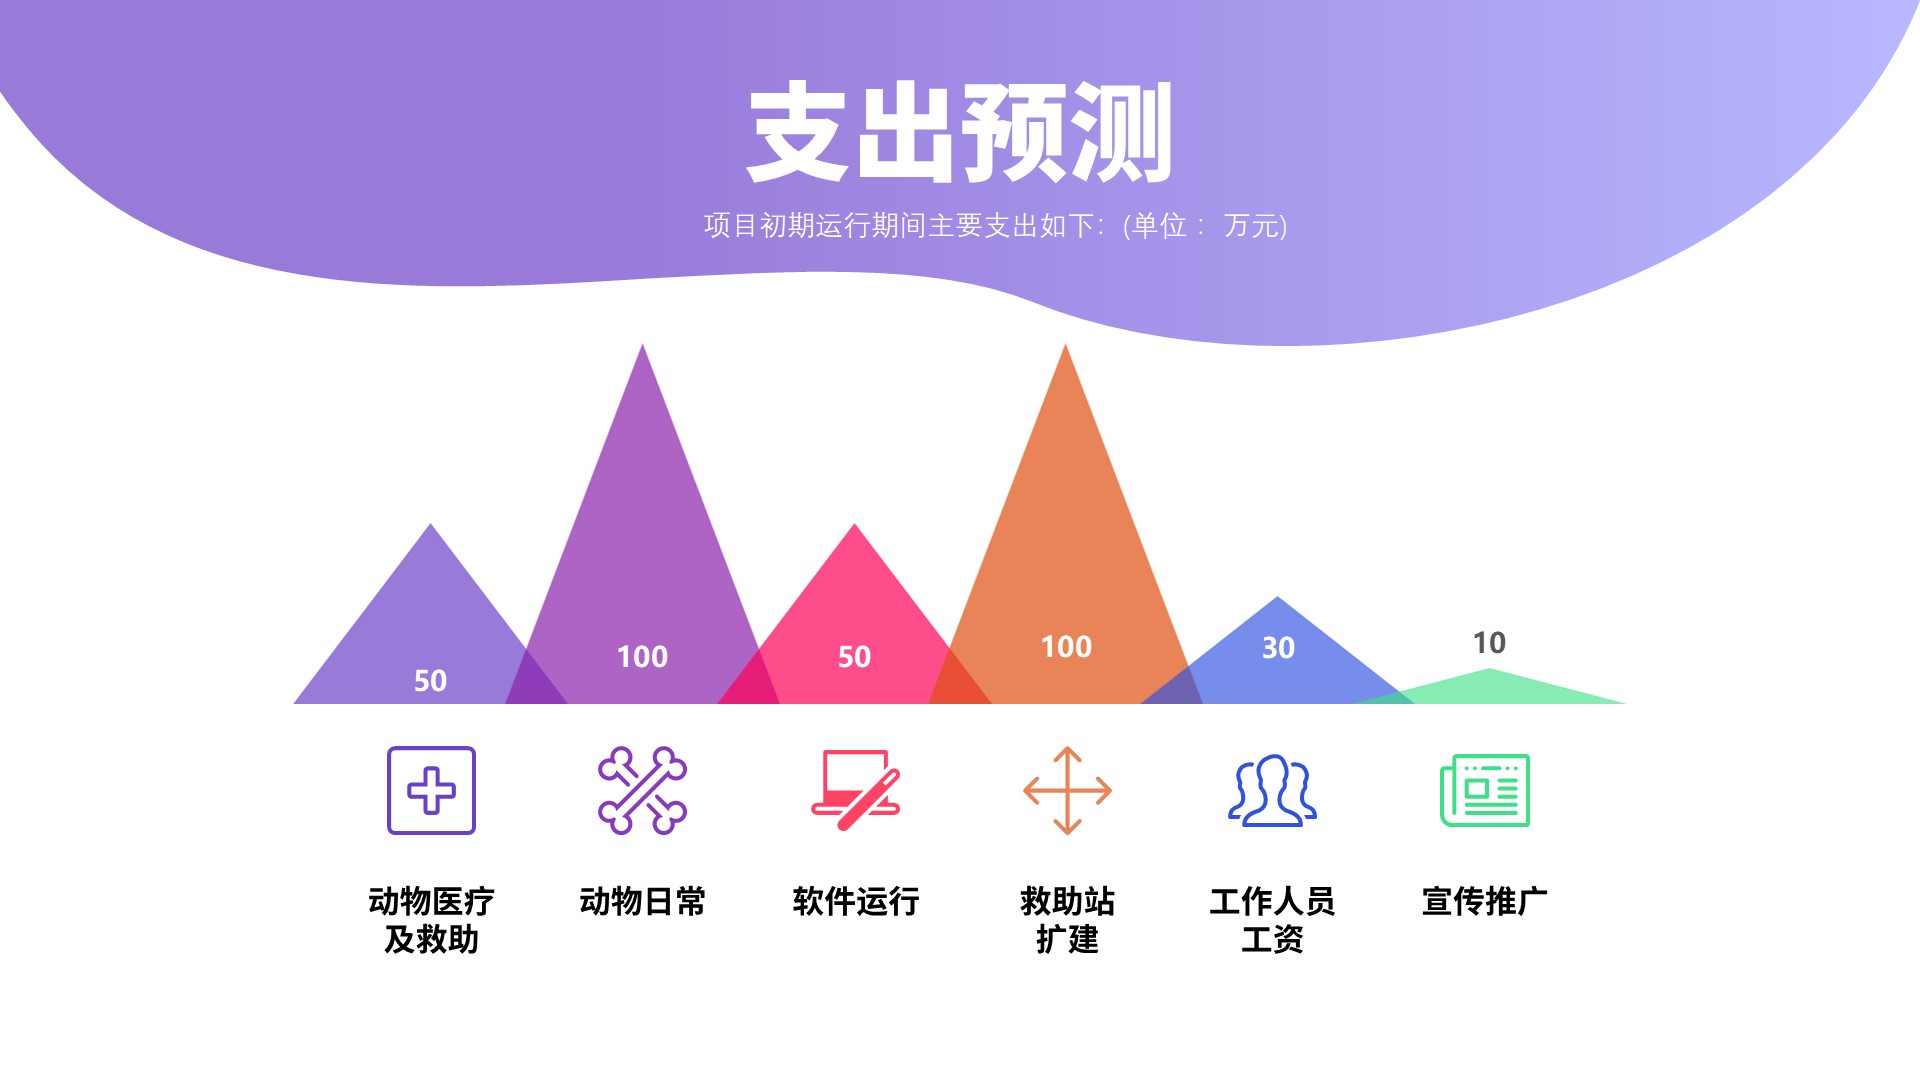 支出预测
项目初期运行期间主要支出如下:(单位： 万元)
50
100
50
100
30
10
动物医疗
及救助
动物日常
软件运行
救助站
扩建
工作人员
工资
宣传推广